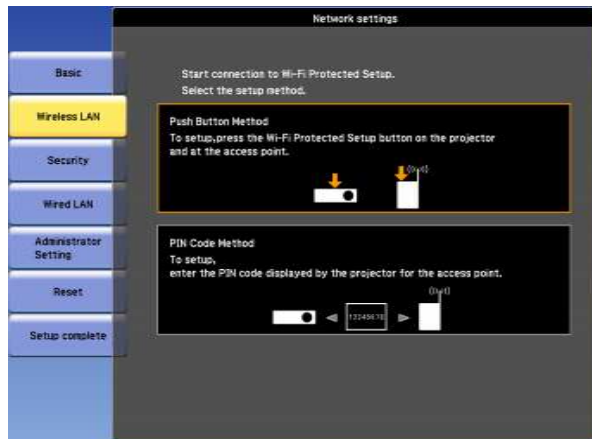 Network settings
Basic
Wireless LAN
Security
Wired LAN
Administrator
Setting
Reset
Setup complete
Start connection to Wi-Fi Protected Setup.
Select the setup method.
Push Button Method
To setup,press the Wi-Fi Protected Setup button on the projector
and at the access point.
PIN Code Method
To setup,
enter the PIN code displayed by the projector for the access point.
12345678